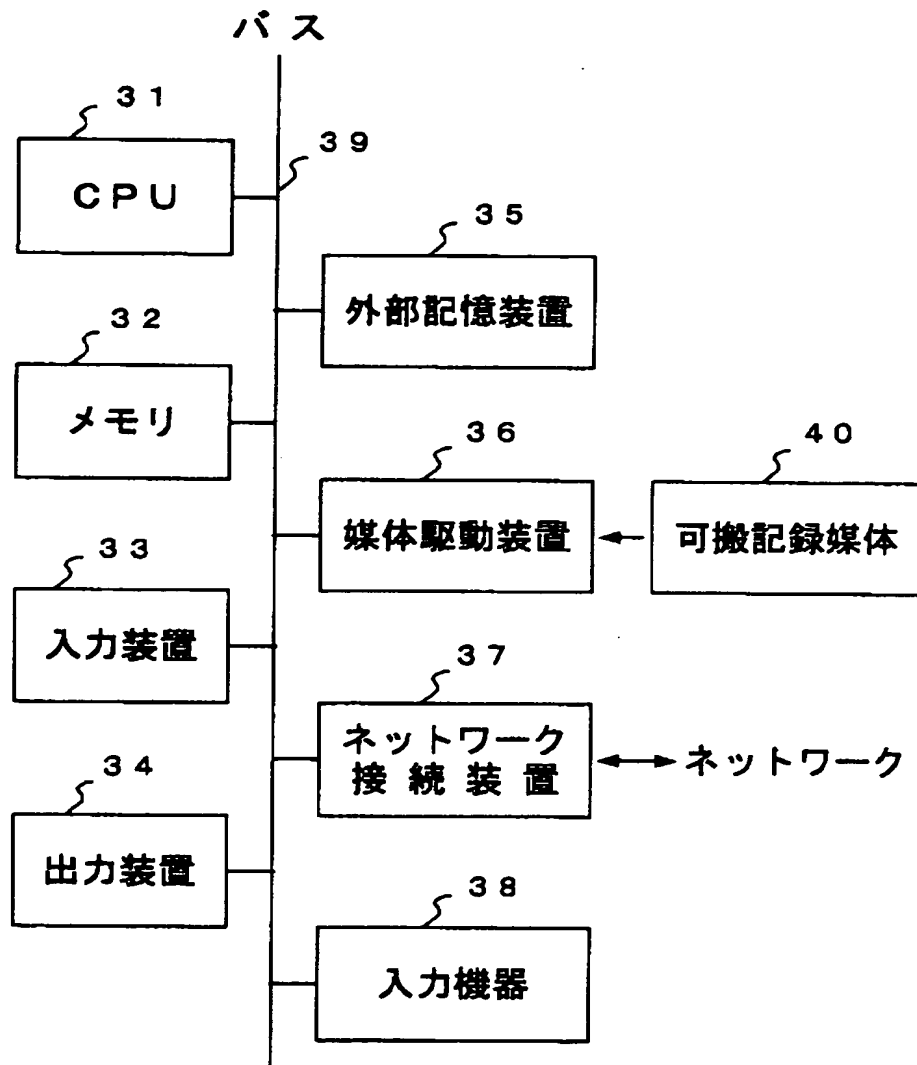 バス
31
39
CPU
35
外部記憶装置
32
メモリ
36
40
媒体駆動装置
可搬記録媒体
33
入力装置
37
ネットワーク
接続装置
ネットワーク
34
出力装置
38
入力機器